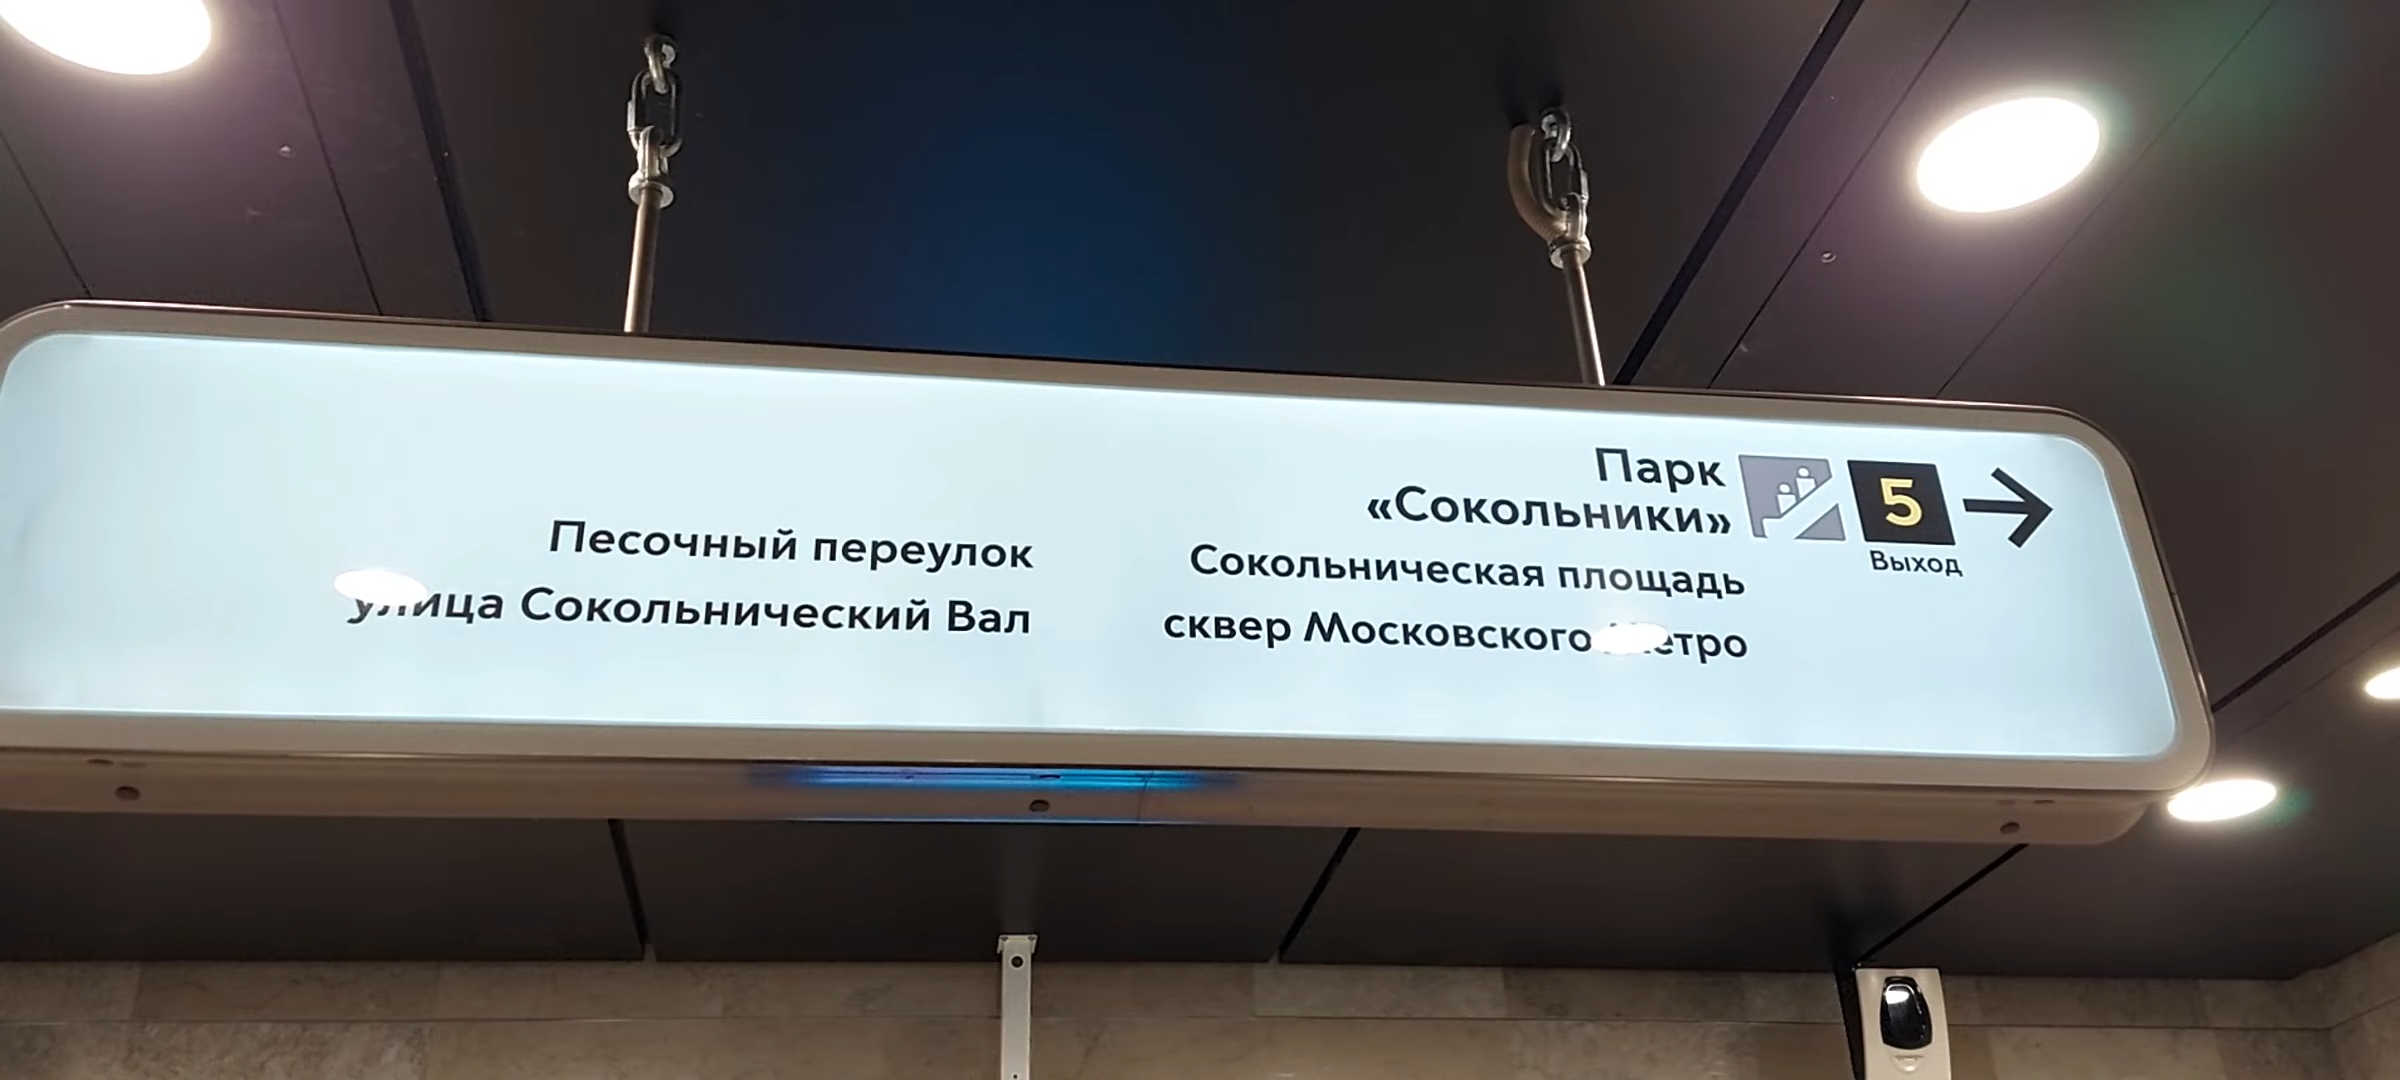 Песочный переулок
улица Сокольнический Вал
Парк
«Сокольники»
5
Выход
Сокольническая площадь
сквер Московского метро